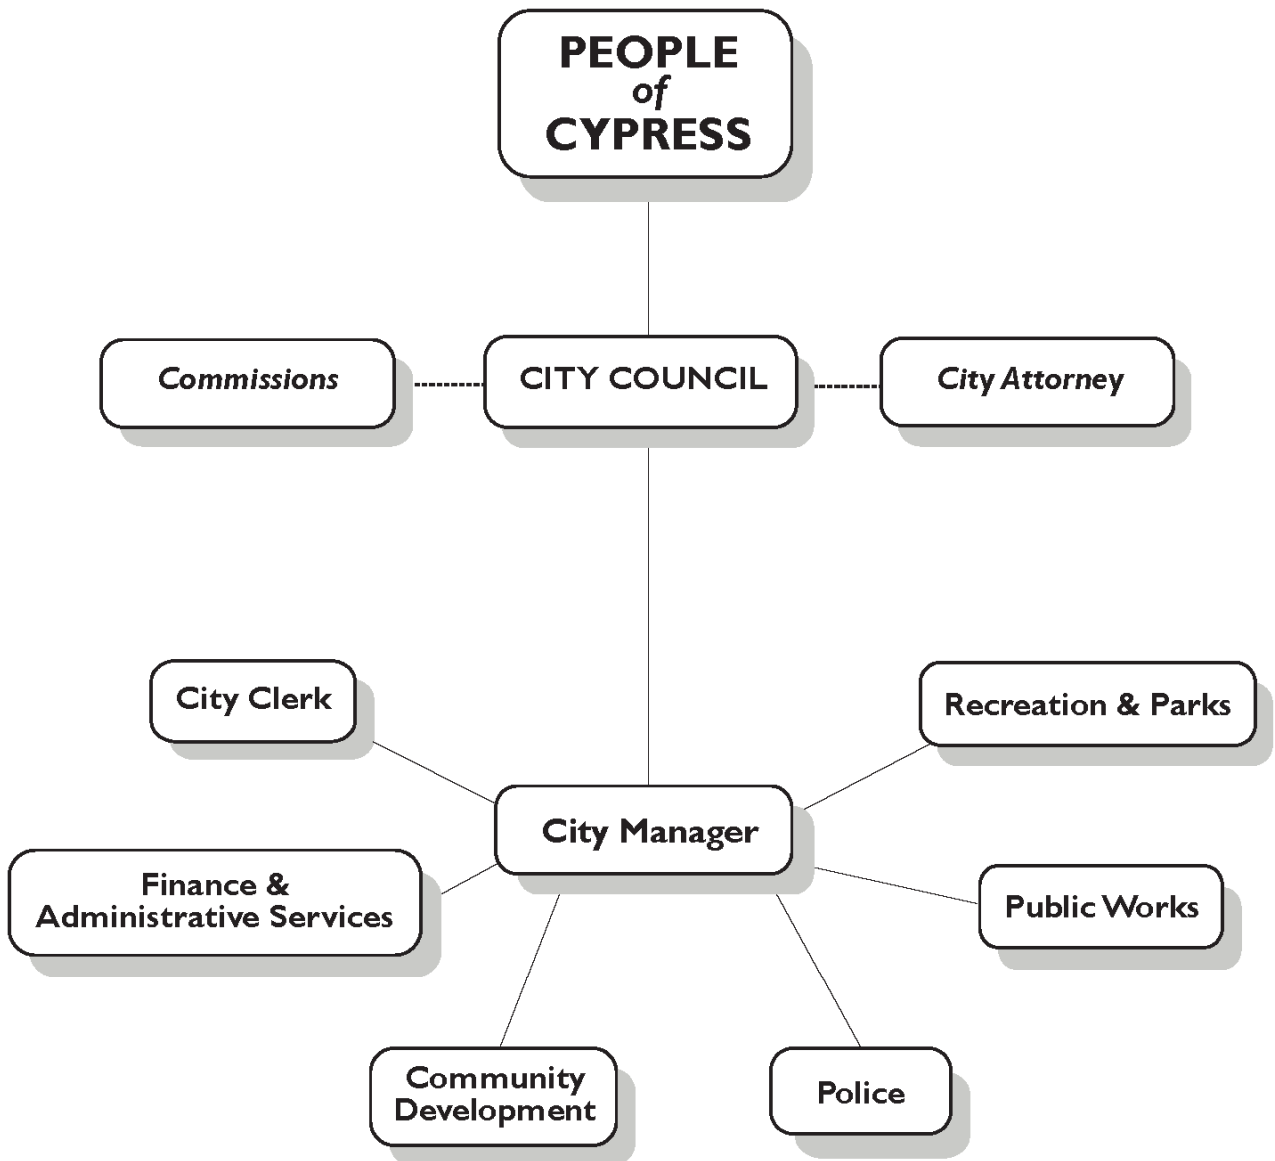 PEOPLE
of
CYPRESS
Commissions
CITY COUNCIL
City Attorney
City Clerk
Recreation & Parks
City Manager
Finance &
Administrative Services
Public Works
Community
Development
Police